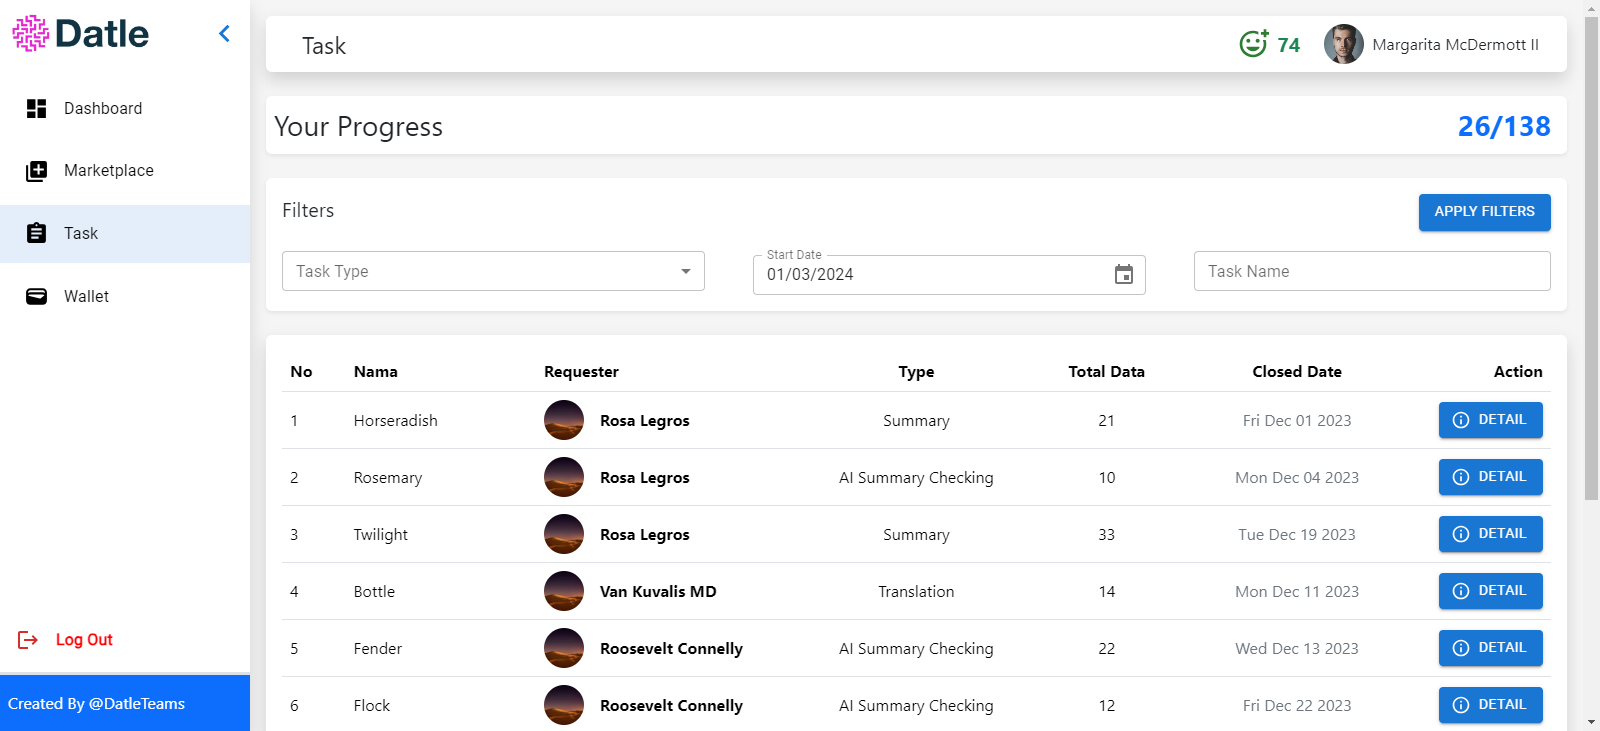 Datle
Task
74
Margarita McDermott II
Dashboard
Marketplace
Task
Wallet
Log Out
Created By @DatleTeams
Your Progress
26/138
Filters
APPLY FILTERS
Task Type
Start Date
01/03/2024
Task Name
No Nama Requester Type Total Data Closed Date Action
1 Horseradish Rosa Legros Summary 21 Fri Dec 01 2023 DETAIL
2 Rosemary Rosa Legros AI Summary Checking 10 Mon Dec 04 2023 DETAIL
3 Twilight Rosa Legros Summary 33 Tue Dec 19 2023 DETAIL
4 Bottle Van Kuvalis MD Translation 14 Mon Dec 11 2023 DETAIL
5 Fender Roosevelt Connelly AI Summary Checking 22 Wed Dec 13 2023 DETAIL
6 Flock Roosevelt Connelly AI Summary Checking 12 Fri Dec 22 2023 DETAIL